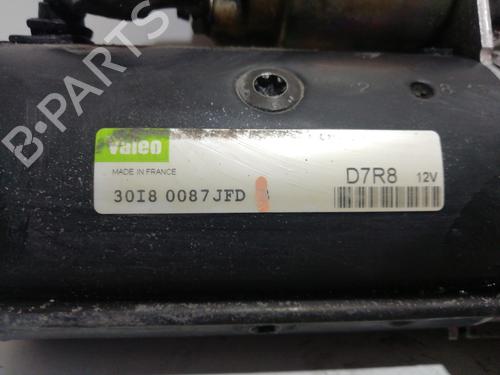 B-PARTS
Valeo
MADE IN FRANCE
30I8 0087JFD
D7R8 12V